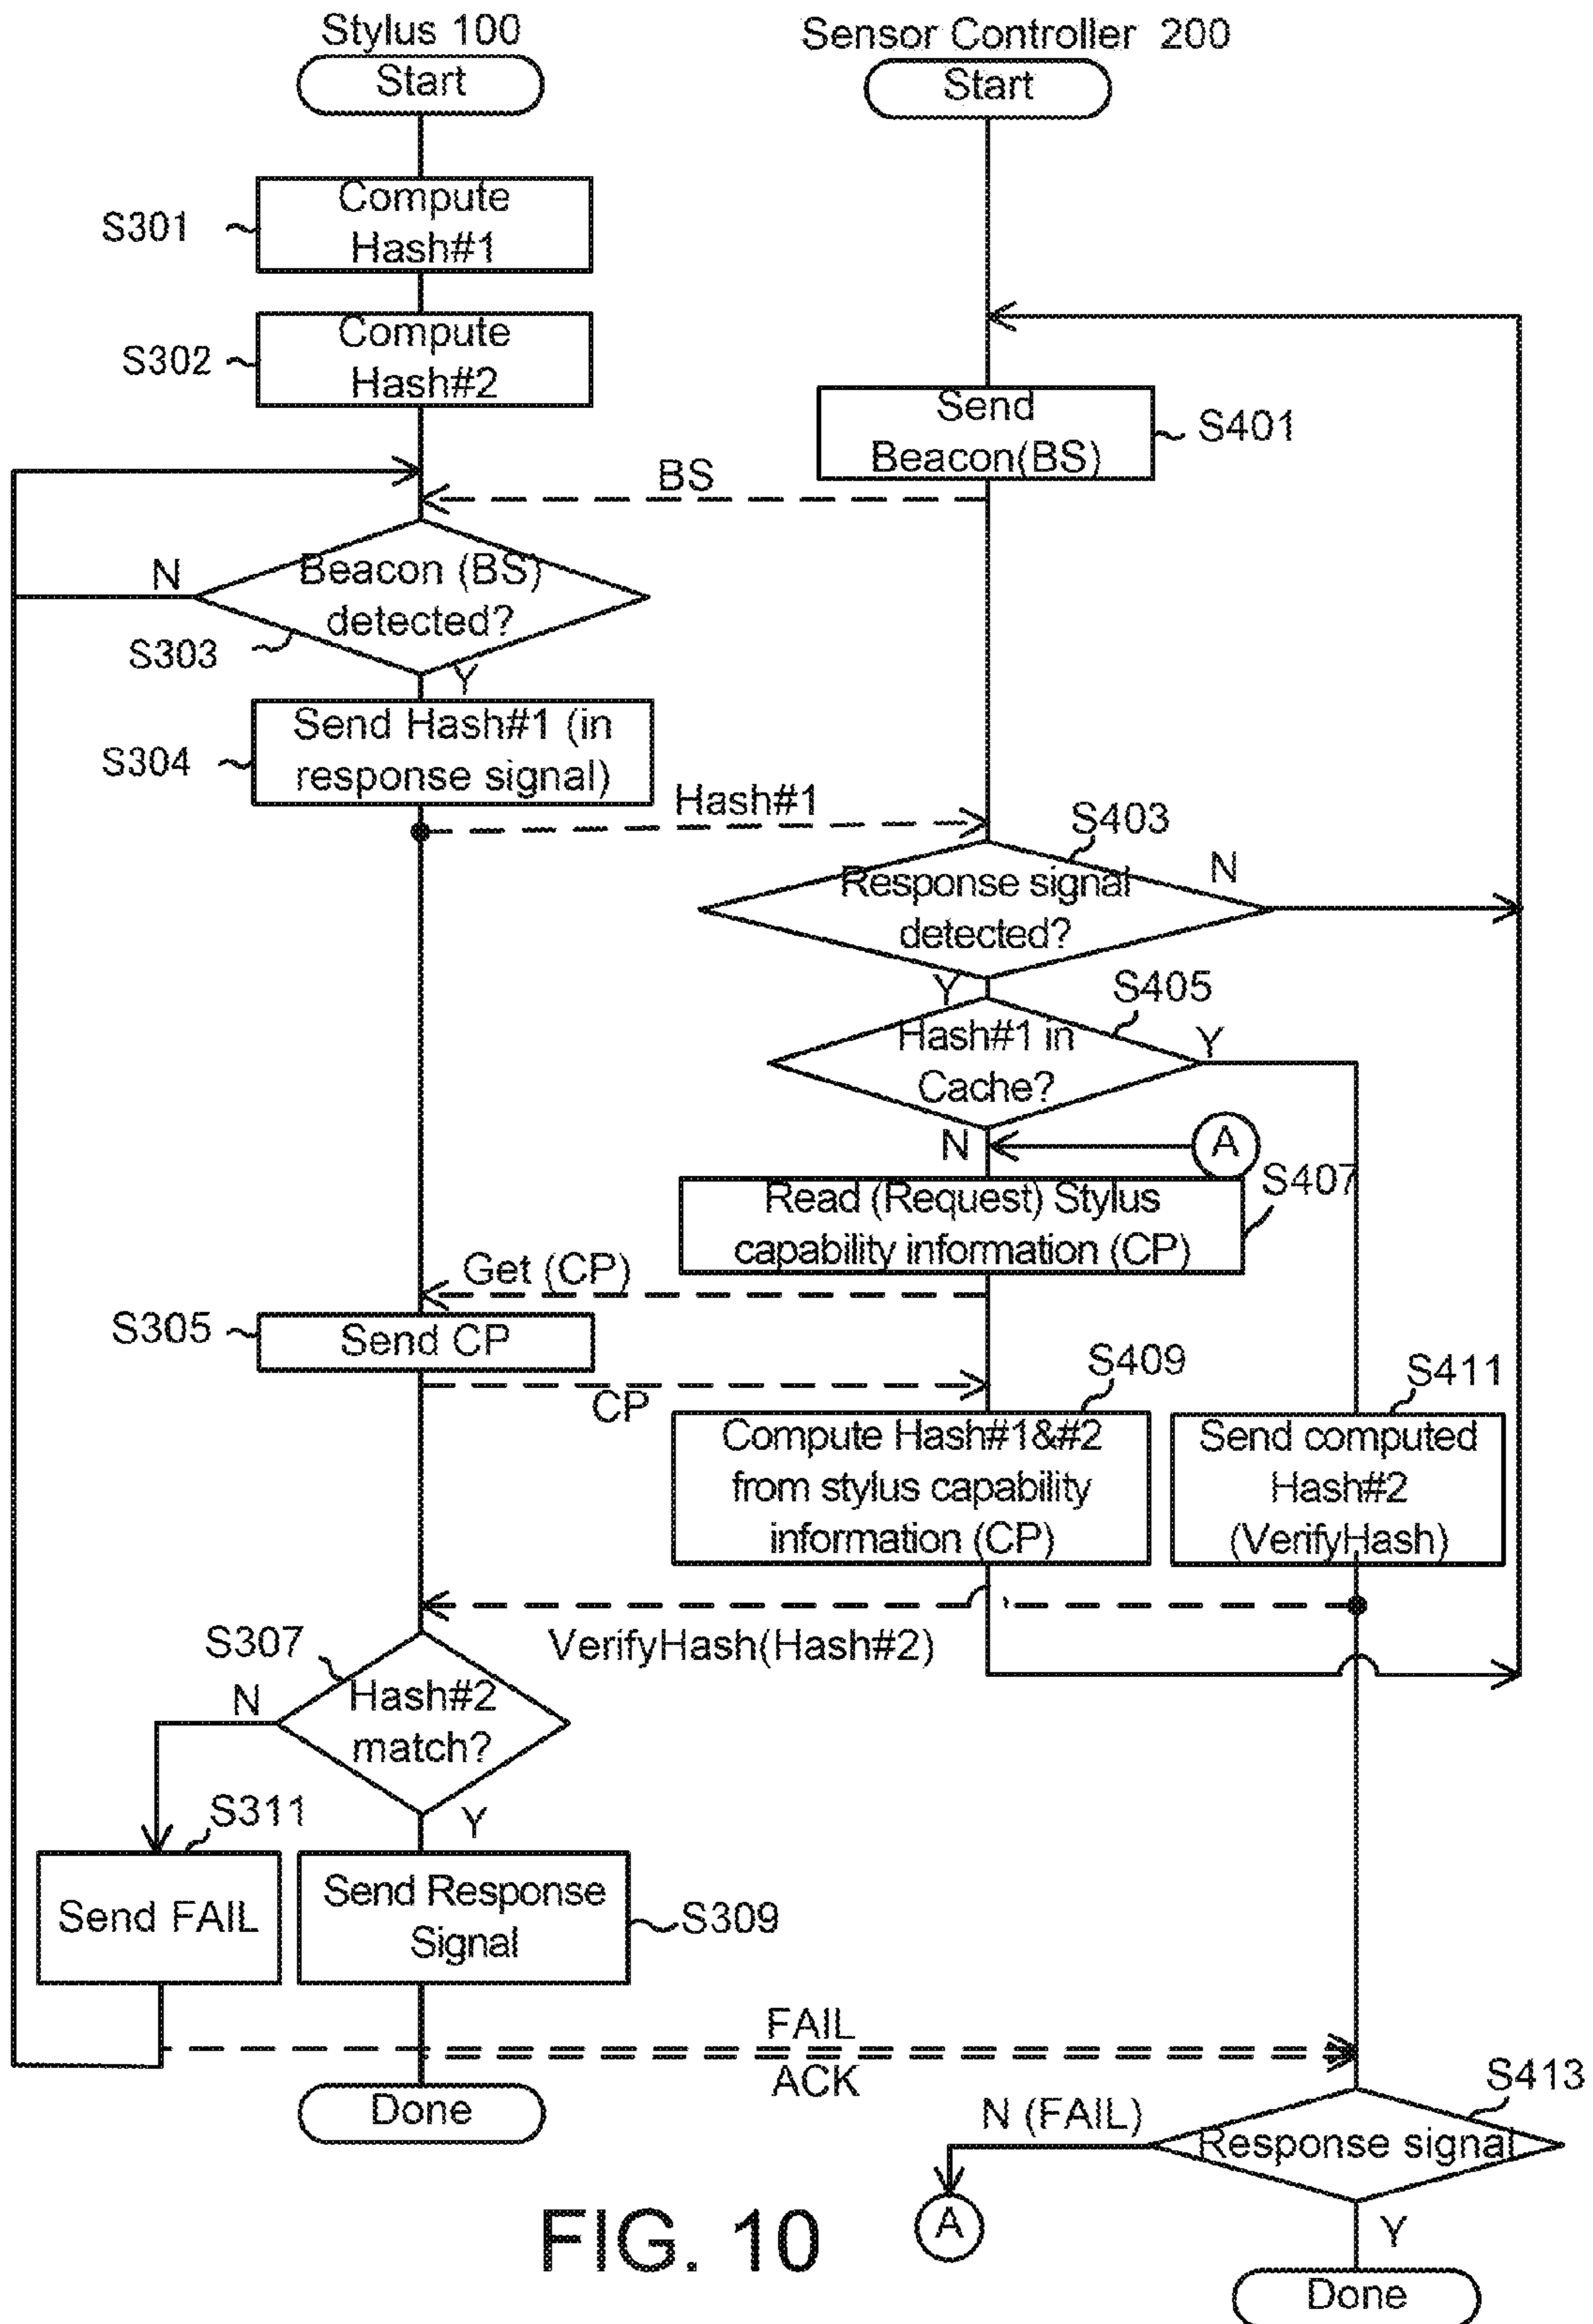 Stylus 100
Sensor Controller 200
Start
Start
S301
Compute
Hash#1
S302
Compute
Hash#2
Send
Beacon(BS)
S401
BS
N
Beacon (BS)
detected?
S303
Y
Send Hash#1 (in
response signal)
S304
Hash#1
S403
Response signal
detected?
N
Y
S405
Hash#1 in
Cache?
Y
N
A
S407
Read (Request) Stylus
capability information (CP)
Get (CP)
S305
Send CP
CP
S409
S411
Compute Hash#1&#2
from stylus capability
information (CP)
Send computed
Hash#2
(VerifyHash)
VerifyHash(Hash#2)
S307
N
Hash#2
match?
Y
S311
Send FAIL
Send Response
Signal
S309
FAIL
ACK
Done
S413
N (FAIL)
Response signal
A
Y
Done
FIG. 10